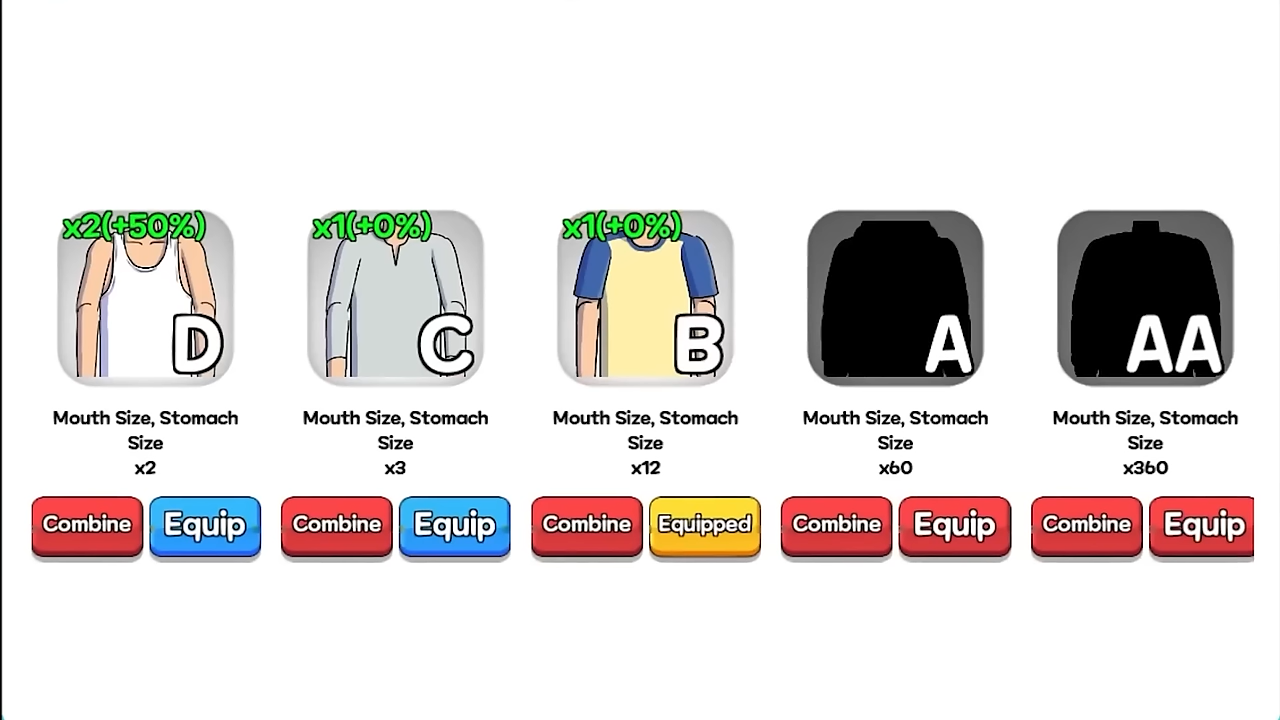 x2(+50%)
D
Mouth Size, Stomach
Size
x2
Combine
Equip
x1(+0%)
C
Mouth Size, Stomach
Size
x3
Combine
Equip
x1(+0%)
B
Mouth Size, Stomach
Size
x12
Combine
Equipped
A
Mouth Size, Stomach
Size
x60
Combine
Equip
AA
Mouth Size, Stomach
Size
x360
Combine
Equip